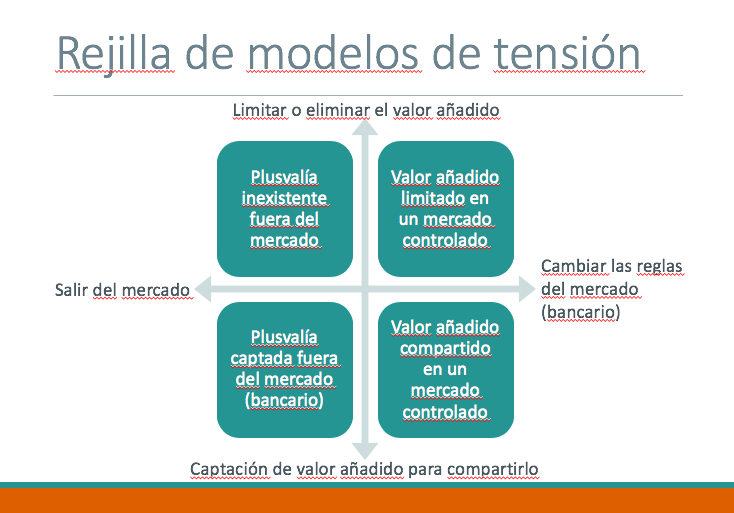 Rejilla de modelos de tensión
Limitar o eliminar el valor añadido
Plusvalía
inexistente
fuera del
mercado
Valor añadido
limitado en
un mercado
controlado
Salir del mercado
Cambiar las reglas
del mercado
(bancario)
Plusvalía
captada fuera
del mercado
(bancario)
Valor añadido
compartido
en un
mercado
controlado
Captación de valor añadido para compartirlo